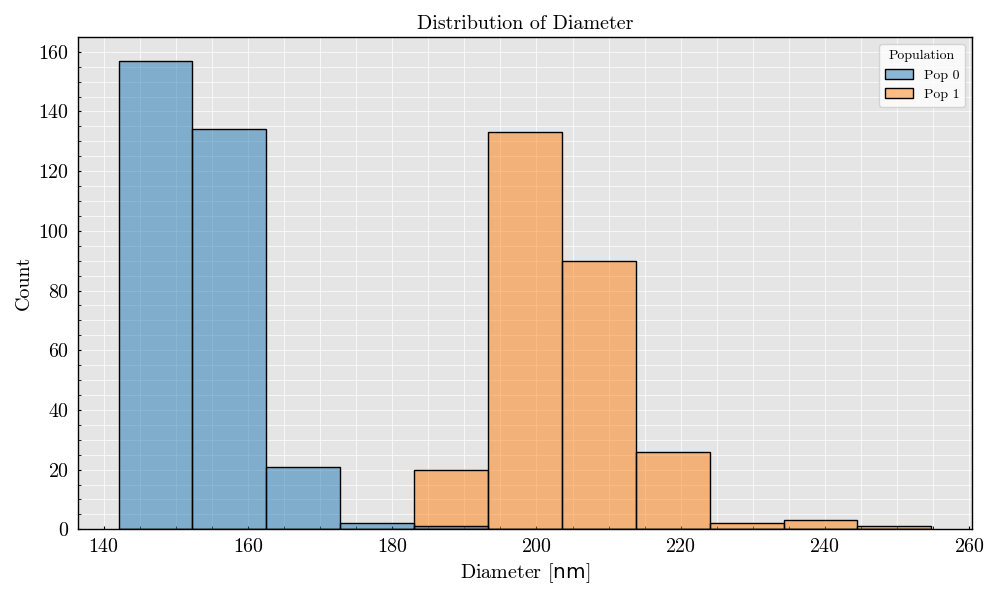 Distribution of Diameter
Population
Pop 0
Pop 1
Count
160
140
120
100
80
60
40
20
0
140 160 180 200 220 240 260
Diameter [nm]